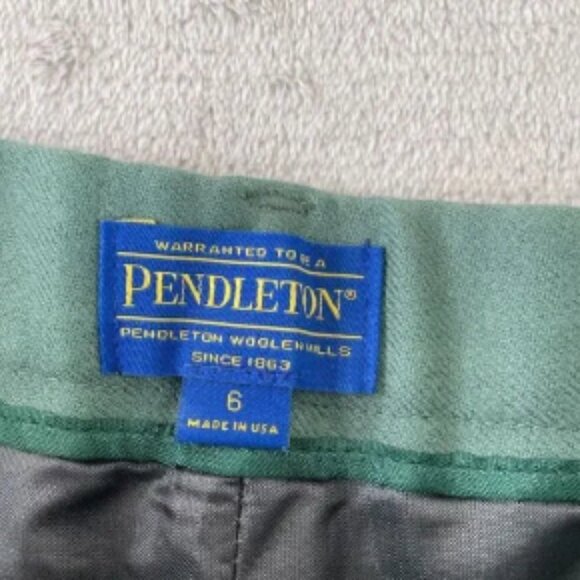 WARRANTED TO BE A
PENDLETON®
PENDLETON WOOLEN MILLS
SINCE 1863
6
MADE IN USA